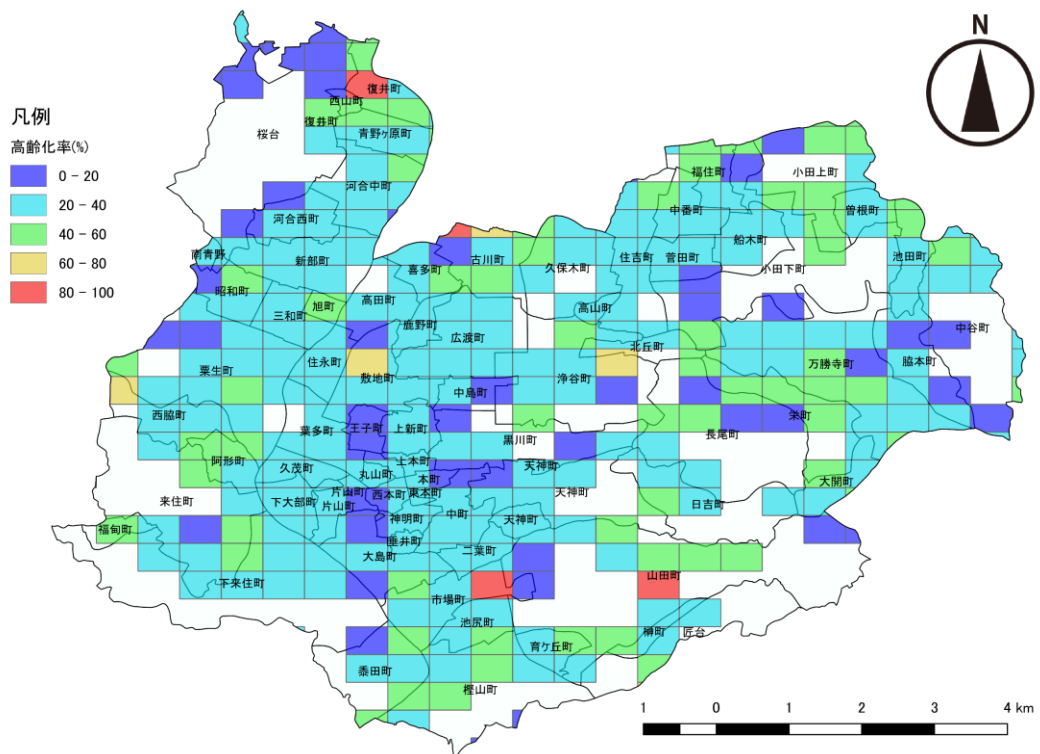 N
凡例
高齢化率(%)
0 - 20
20 - 40
40 - 60
60 - 80
80 - 100
復井町
西山町
復井町
桜台
青野ヶ原町
河合中町
河合西町
南青野
新部町
昭和町
三和町
旭町
高田町
喜多町
古川町
久保木町
鹿野町
広渡町
高山町
住吉町
菅田町
船木町
中番町
福住町
小田上町
曽根町
小田下町
池田町
中谷町
脇本町
万勝寺町
北丘町
浄谷町
粟生町
住永町
敷地町
中島町
西脇町
葉多町
王子町
上新町
黒川町
長尾町
栄町
阿形町
久茂町
丸山町
上本町
本町
天神町
天神町
大開町
来住町
下大部町
片山町
片山町
西本町
東本町
神明町
中町
天神町
日吉町
福甸町
垂井町
大島町
二葉町
下来住町
市場町
山田町
池尻町
育ケ丘町
榊町
匠台
黍田町
樫山町
1 0 1 2 3 4 km